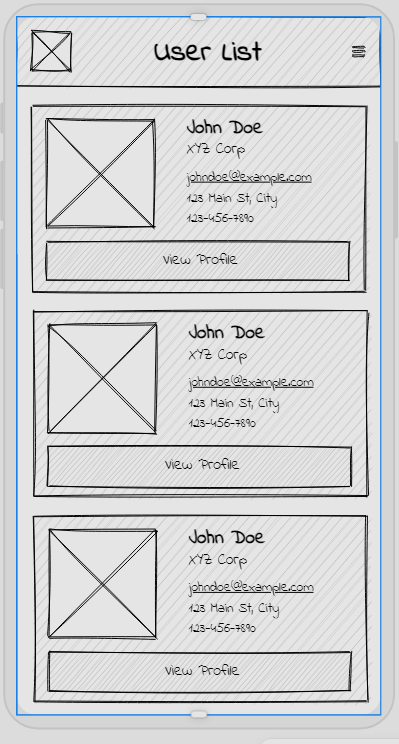 User List
John Doe
XYZ Corp
johndoe@example.com
123 Main St, City
123-456-7890
View Profile
John Doe
XYZ Corp
johndoe@example.com
123 Main St, City
123-456-7890
View Profile
John Doe
XYZ Corp
johndoe@example.com
123 Main St, City
123-456-7890
View Profile